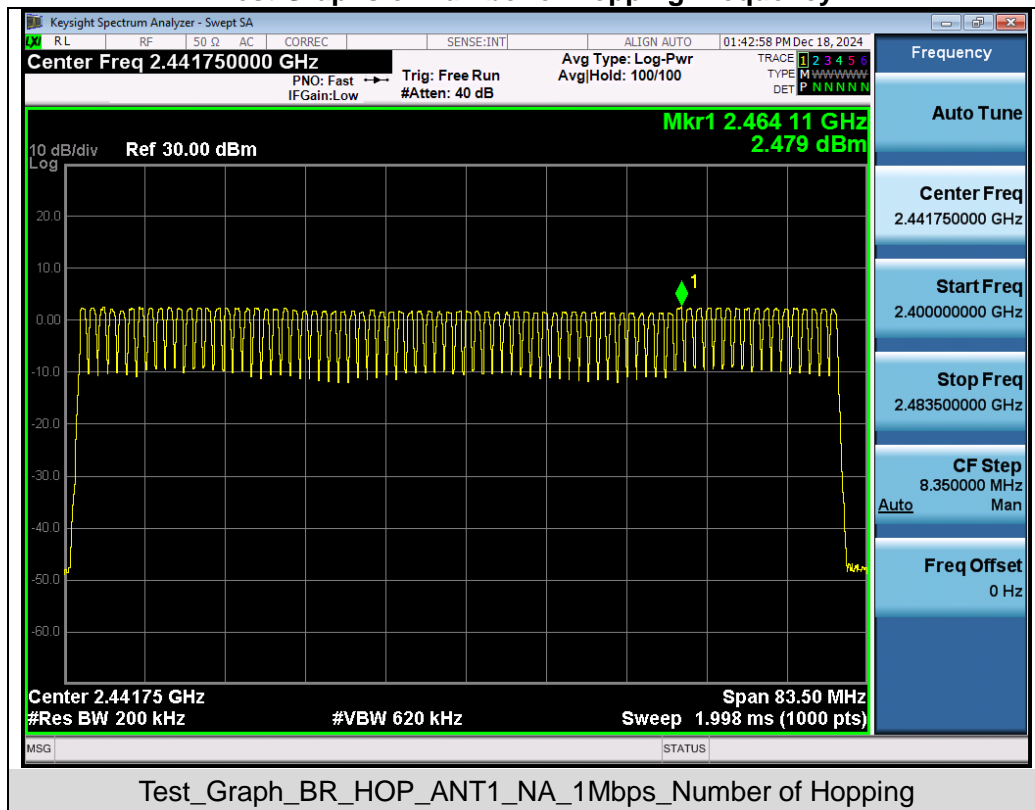 Keysight Spectrum Analyzer - Swept SA
LXI RL RF 50 Ω AC CORREC SENSE:INT ALIGN AUTO 01:42:58 PM Dec 18, 2024
Center Freq 2.441750000 GHz
PNO: Fast
IFGain:Low
Trig: Free Run
#Atten: 40 dB
Avg Type: Log-Pwr
Avg|Hold: 100/100
TRACE 1 2 3 4 5 6
TYPE M WWWWW
DET P N N N N N
Mkr1 2.464 11 GHz
2.479 dBm
10 dB/div Ref 30.00 dBm
Log
20.0
10.0
0.00
-10.0
-20.0
-30.0
-40.0
-50.0
-60.0
1
Center 2.44175 GHz Span 83.50 MHz
#Res BW 200 kHz #VBW 620 kHz Sweep 1.998 ms (1000 pts)
MSG STATUS
Frequency
Auto Tune
Center Freq
2.441750000 GHz
Start Freq
2.400000000 GHz
Stop Freq
2.483500000 GHz
CF Step
8.350000 MHz
Auto Man
Freq Offset
0 Hz
Test_Graph_BR_HOP_ANT1_NA_1Mbps_Number of Hopping